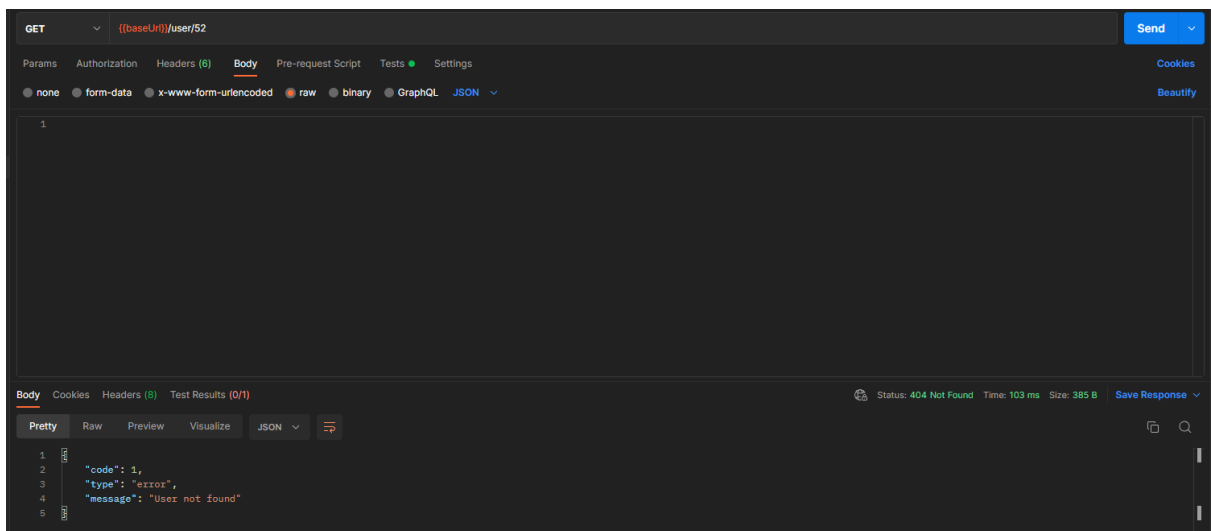 GET {{baseUrl}}/user/52 Send
Params Authorization Headers (6) Body Pre-request Script Tests Settings Cookies
none form-data x-www-form-urlencoded raw binary GraphQL JSON Beautify
1
Body Cookies Headers (8) Test Results (0/1) Status: 404 Not Found Time: 103 ms Size: 385 B Save Response
Pretty Raw Preview Visualize JSON
1 {
2 "code": 1,
3 "type": "error",
4 "message": "User not found"
5 }